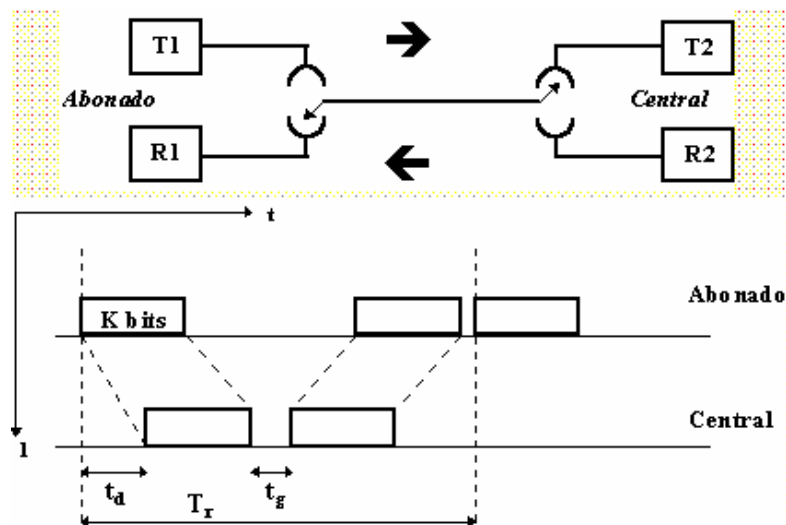 T1
T2
Abonado
Central
R1
R2
t
K bits
Abonado
Central
l
t_d
t_g
T_r